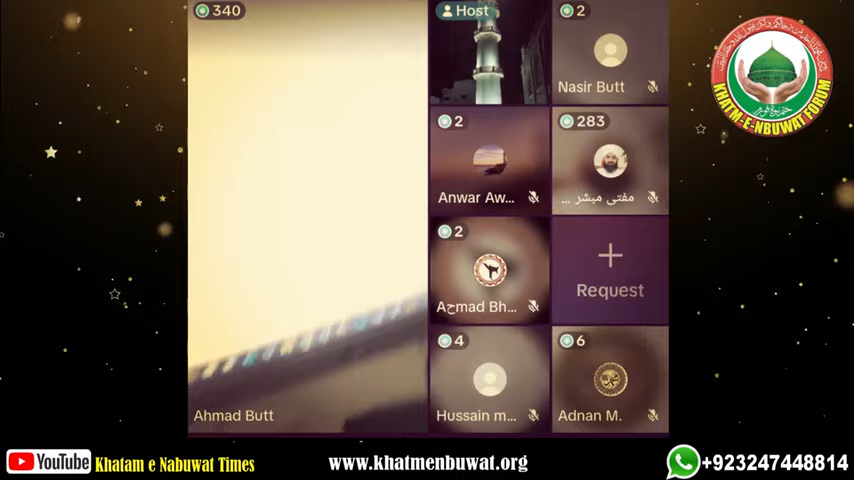 340
Ahmad Butt
Host
2
Nasir Butt
2
Anwar Aw...
283
مفتی مبشر ...
2
Aحmad Bh...
+
Request
4
Hussain m...
6
Adnan M.
KHATM-E-NBUWAT FORUM
YouTube Khatam e Nabuwat Times
www.khatmenbuwat.org
+923247448814